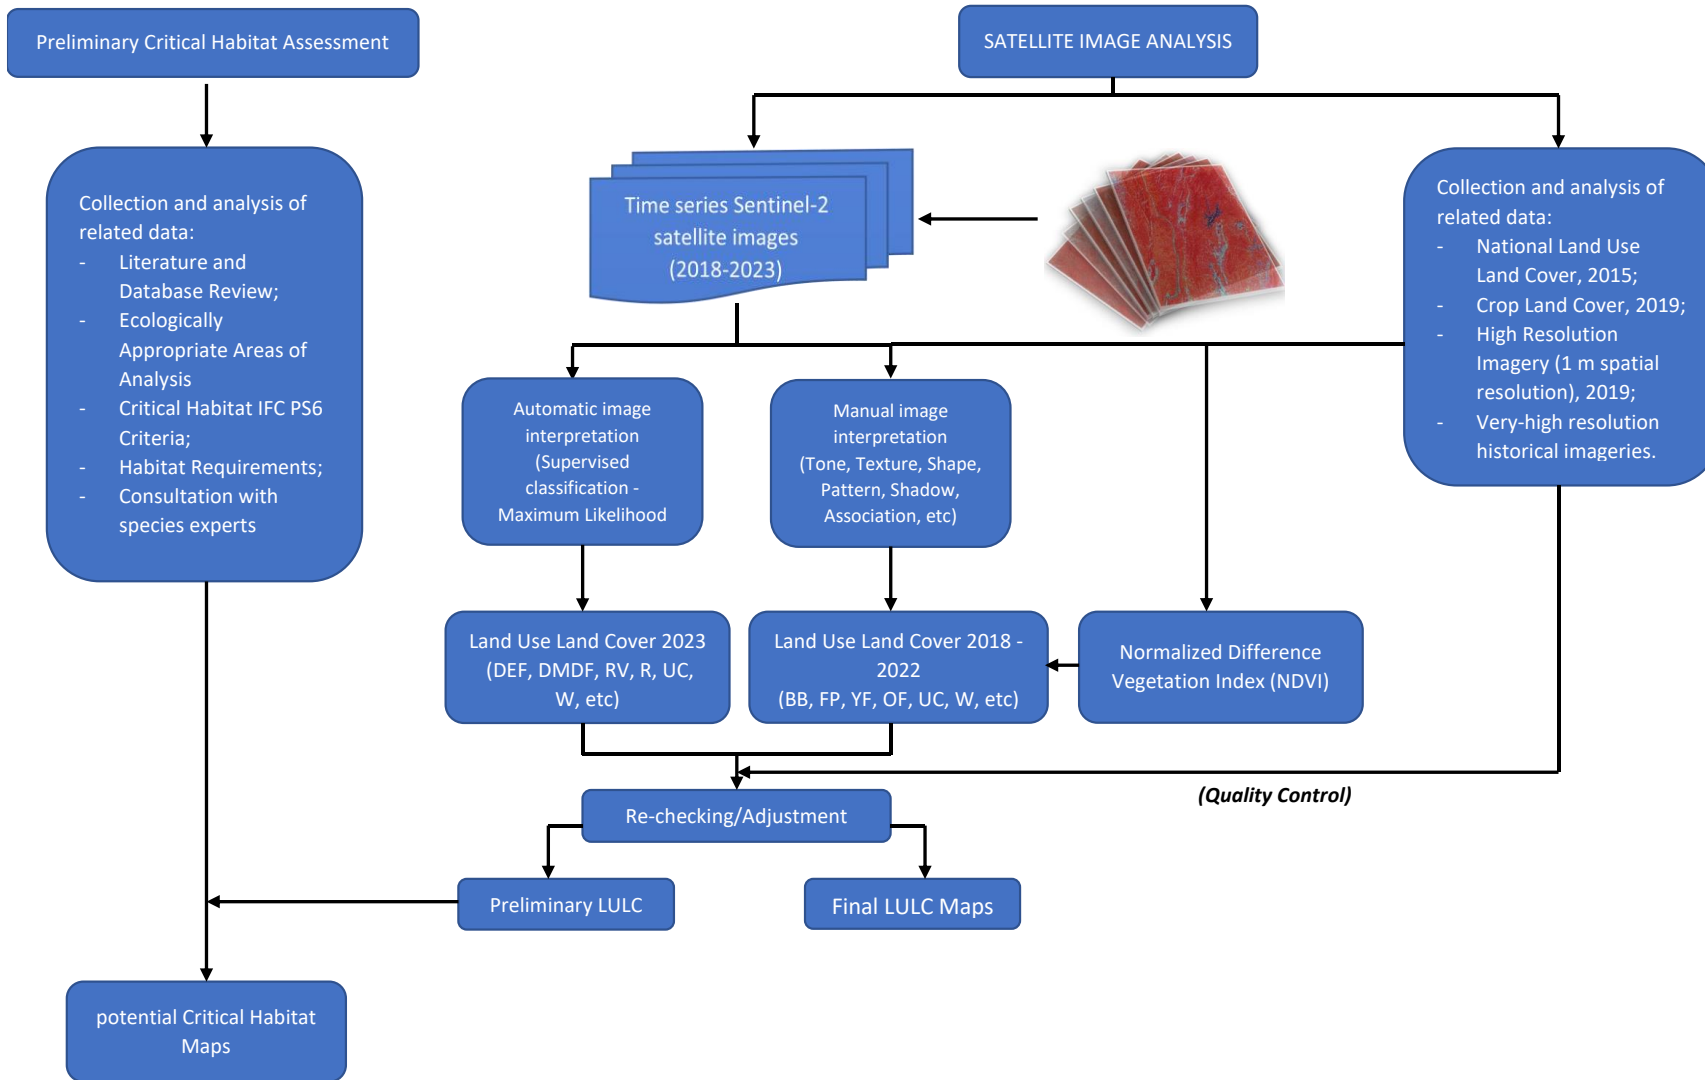 Preliminary Critical Habitat Assessment
SATELLITE IMAGE ANALYSIS
Collection and analysis of
related data:
- Literature and
Database Review;
- Ecologically
Appropriate Areas of
Analysis
- Critical Habitat IFC PS6
Criteria;
- Habitat Requirements;
- Consultation with
species experts
Time series Sentinel-2
satellite images
(2018-2023)
Collection and analysis of
related data:
- National Land Use
Land Cover, 2015;
- Crop Land Cover, 2019;
- High Resolution
Imagery (1 m spatial
resolution), 2019;
- Very-high resolution
historical imageries.
Automatic image
interpretation
(Supervised
classification -
Maximum Likelihood
Manual image
interpretation
(Tone, Texture, Shape,
Pattern, Shadow,
Association, etc)
Land Use Land Cover 2023
(DEF, DMDF, RV, R, UC,
W, etc)
Land Use Land Cover 2018 -
2022
(BB, FP, YF, OF, UC, W, etc)
Normalized Difference
Vegetation Index (NDVI)
(Quality Control)
Re-checking/Adjustment
Preliminary LULC
Final LULC Maps
potential Critical Habitat
Maps